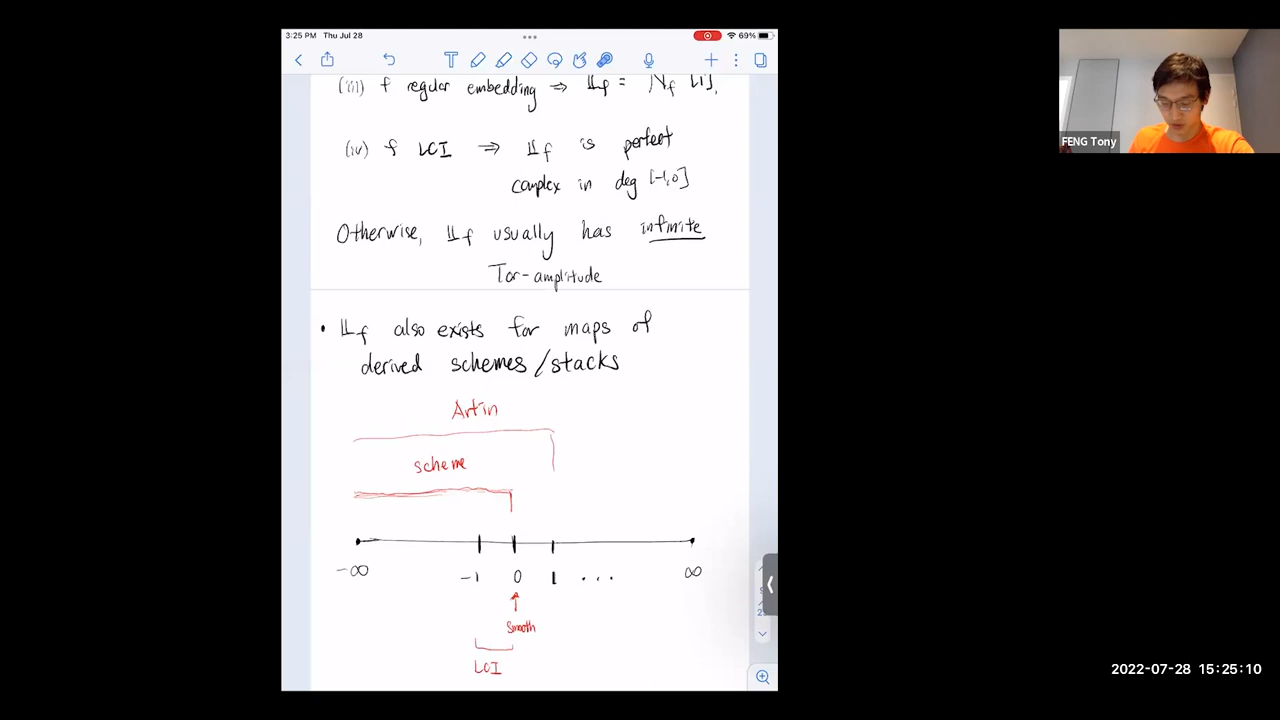 3:25 PM Thu Jul 28
69%
(iii) f regular embedding ⇒ 𝕃f = Nf [1],
(iv) f LCI ⇒ 𝕃f is perfect
complex in deg [-1,0]
Otherwise, 𝕃f usually has infinite
Tor-amplitude
• 𝕃f also exists for maps of
derived schemes/stacks
Artin
scheme
-∞ -1 0 1 ... ∞
smooth
LCI
FENG Tony
2022-07-28 15:25:10